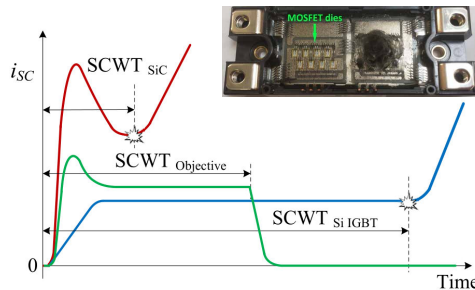 MOSFET dies
i_SC
SCWT SiC
SCWT Objective
SCWT Si IGBT
0
Time